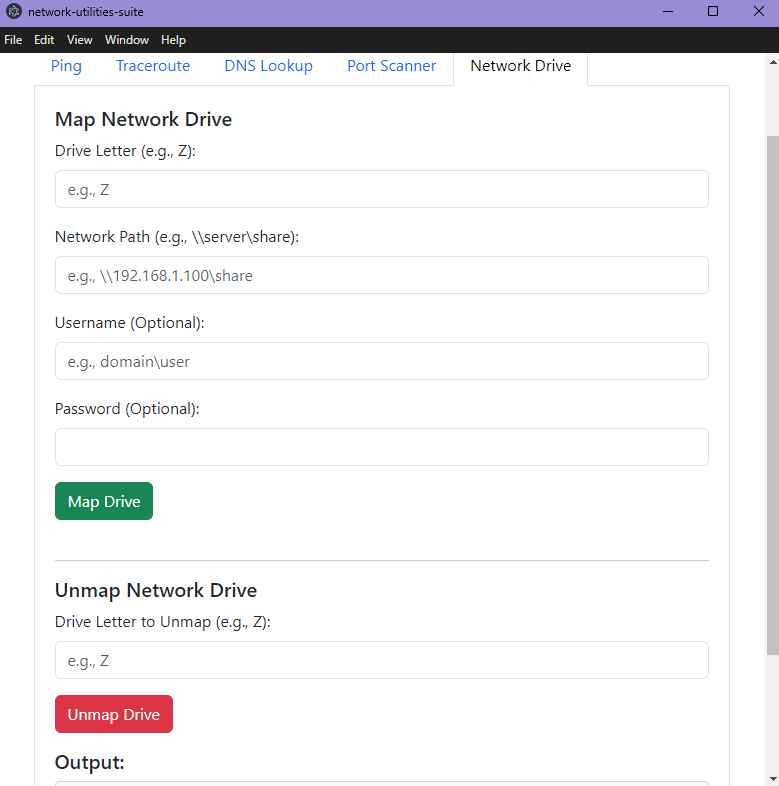 network-utilities-suite
File Edit View Window Help
Ping Traceroute DNS Lookup Port Scanner Network Drive
Map Network Drive
Drive Letter (e.g., Z):
e.g., Z
Network Path (e.g., \\server\share):
e.g., \\192.168.1.100\share
Username (Optional):
e.g., domain\user
Password (Optional):
Map Drive
Unmap Network Drive
Drive Letter to Unmap (e.g., Z):
e.g., Z
Unmap Drive
Output: